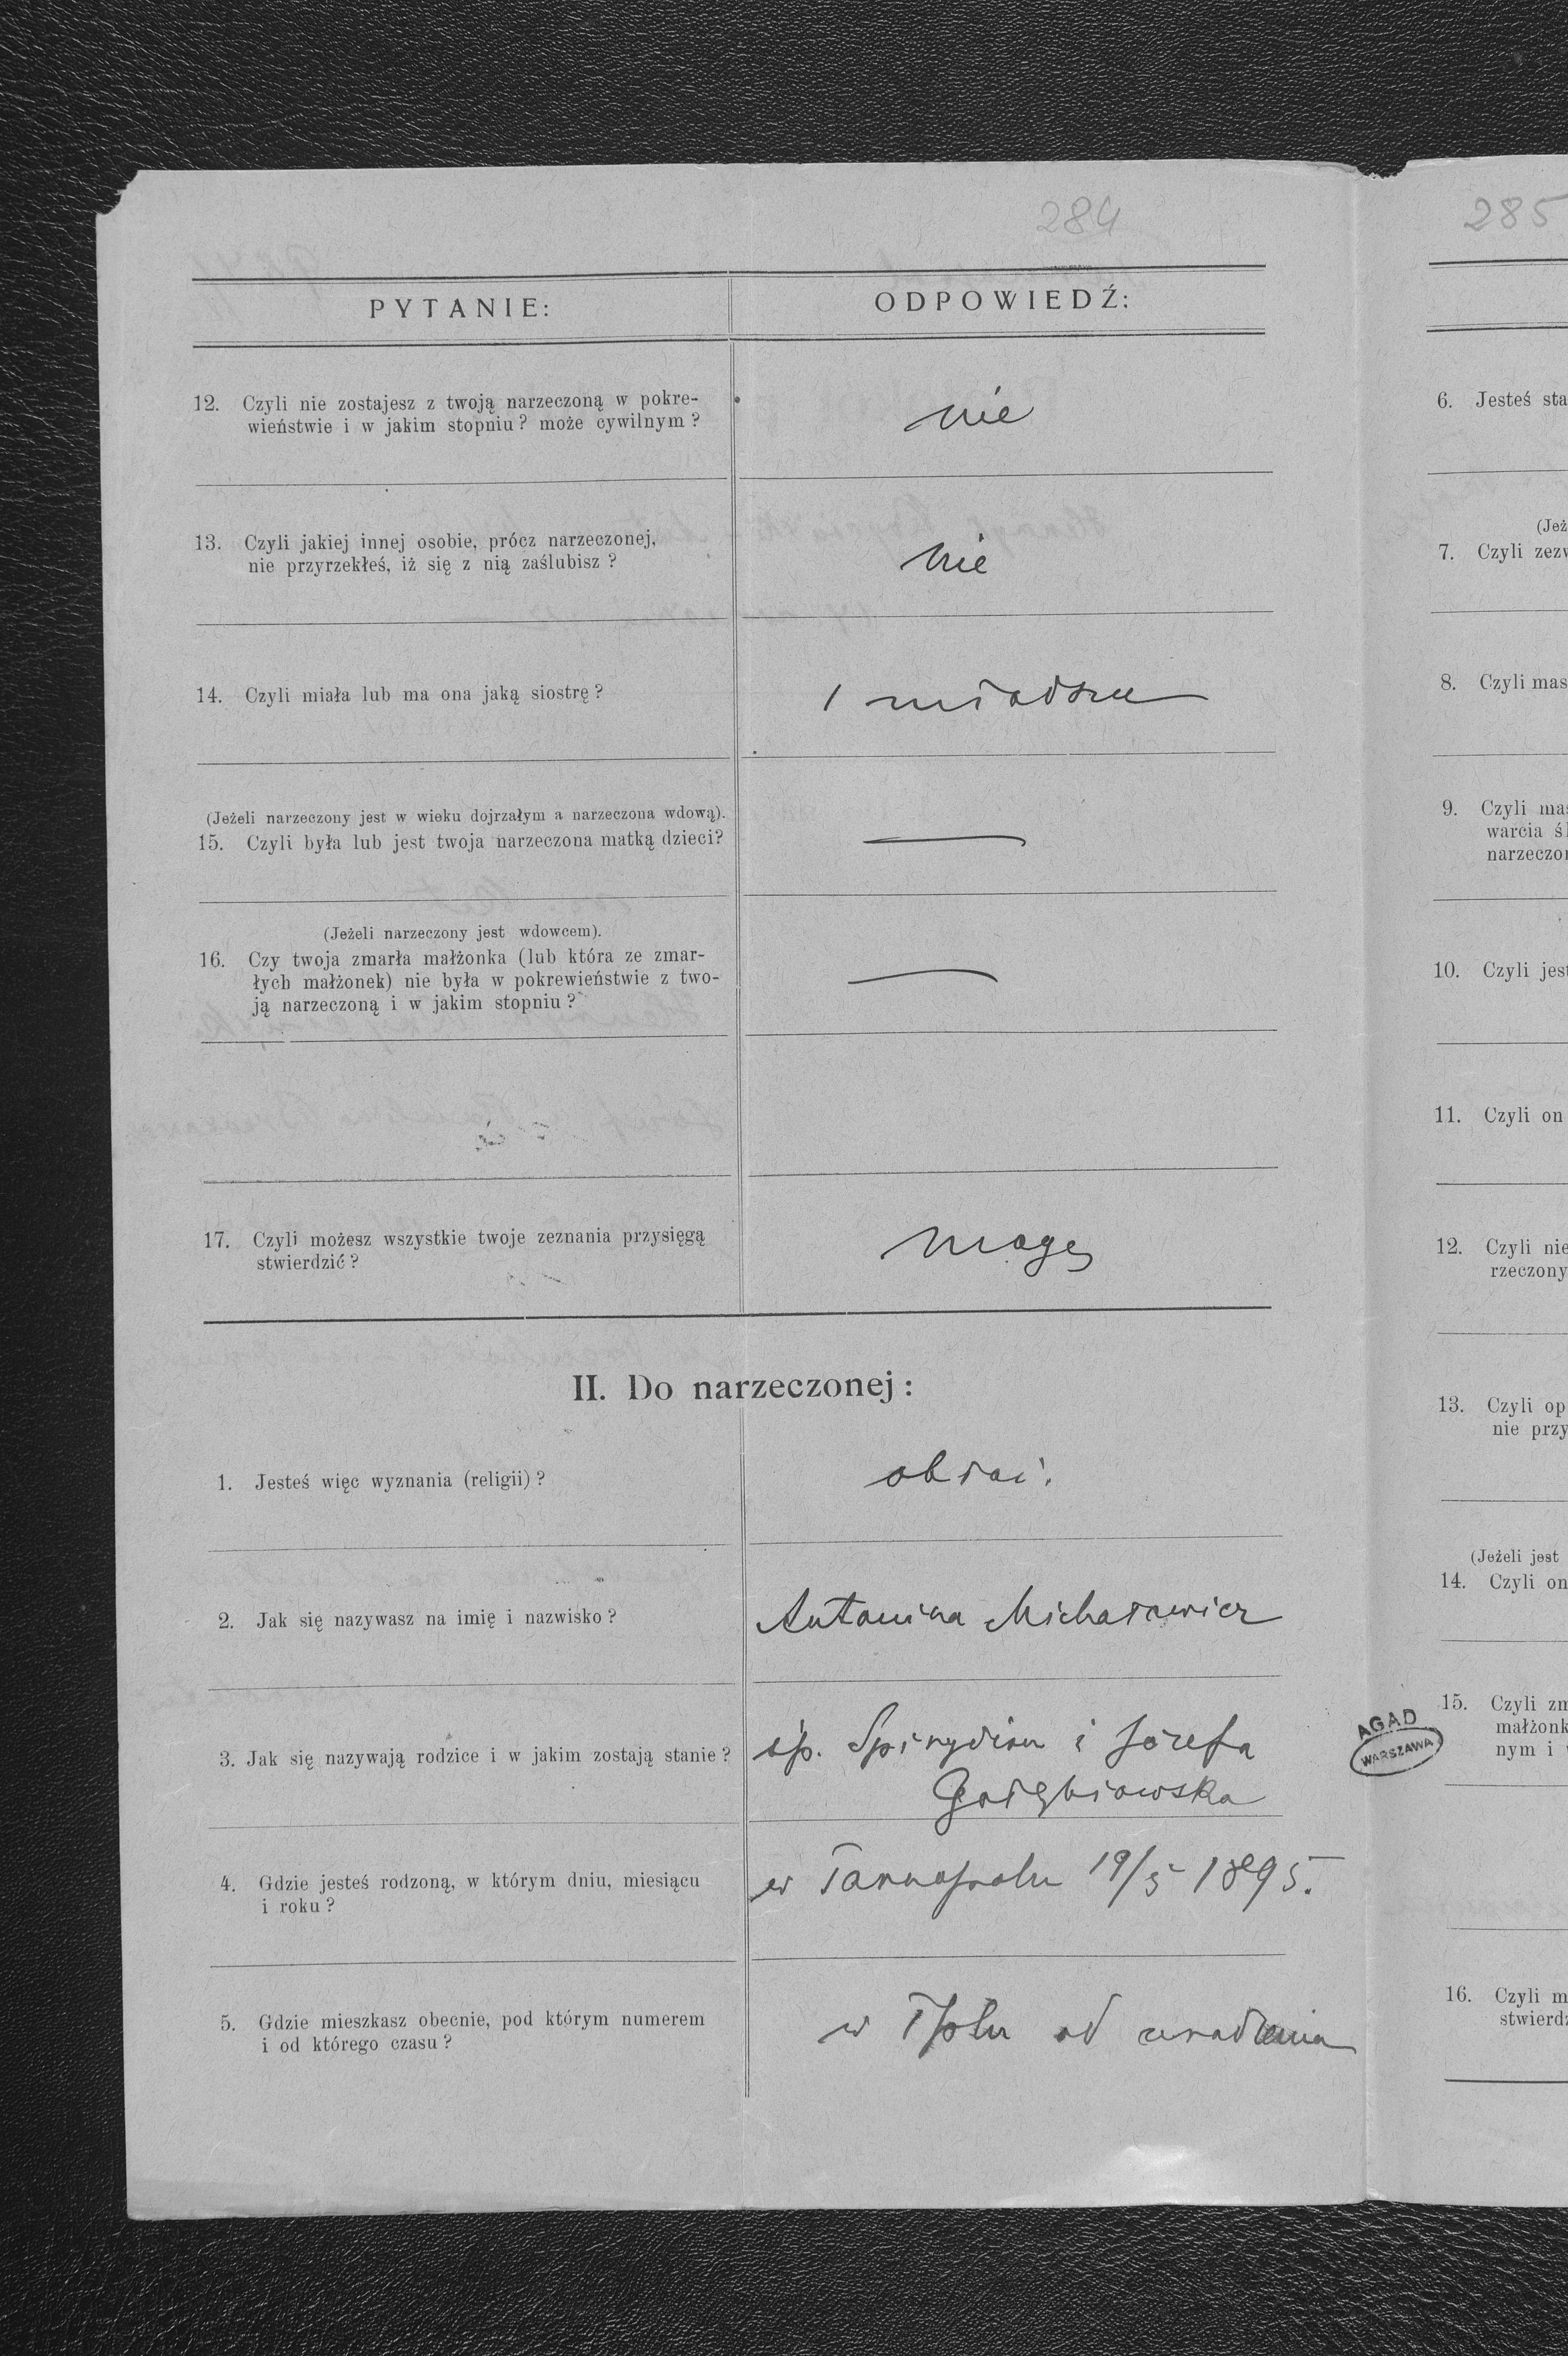 284
PYTANIE:
ODPOWIEDŹ:
12. Czyli nie zostajesz z twoją narzeczoną w pokre-
wieństwie i w jakim stopniu? może cywilnym?
nie
13. Czyli jakiej innej osobie, prócz narzeczonej,
nie przyrzekłeś, iż się z nią zaślubisz?
nie
14. Czyli miała lub ma ona jaką siostrę?
1
(Jeżeli narzeczony jest w wieku dojrzałym a narzeczona wdową).
15. Czyli była lub jest twoja narzeczona matką dzieci?
(Jeżeli narzeczony jest wdowcem).
16. Czy twoja zmarła małżonka (lub która ze zmar-
łych małżonek) nie była w pokrewieństwie z two-
ją narzeczoną i w jakim stopniu?
17. Czyli możesz wszystkie twoje zeznania przysięgą
stwierdzić?
mogę
II. Do narzeczonej:
1. Jesteś więc wyznania (religii)?
2. Jak się nazywasz na imię i nazwisko?
Antonina Michałowicz
3. Jak się nazywają rodzice i w jakim zostają stanie?
śp. Spirydion i Józefa
Gołębiowska
4. Gdzie jesteś rodzoną, w którym dniu, miesiącu
i roku?
w Tarnopolu 19/5 1895.
5. Gdzie mieszkasz obecnie, pod którym numerem
i od którego czasu?
w Tpolu od urodzenia
285
6. Jesteś sta
(Jeż
7. Czyli zezw
8. Czyli mas
9. Czyli mas
warcia śl
narzeczon
10. Czyli jest
11. Czyli on
12. Czyli nie
rzeczony
13. Czyli op
nie przy
(Jeżeli jest
14. Czyli on
15. Czyli zm
małżonk
nym i
16. Czyli m
stwierdz
AGAD
WARSZAWA